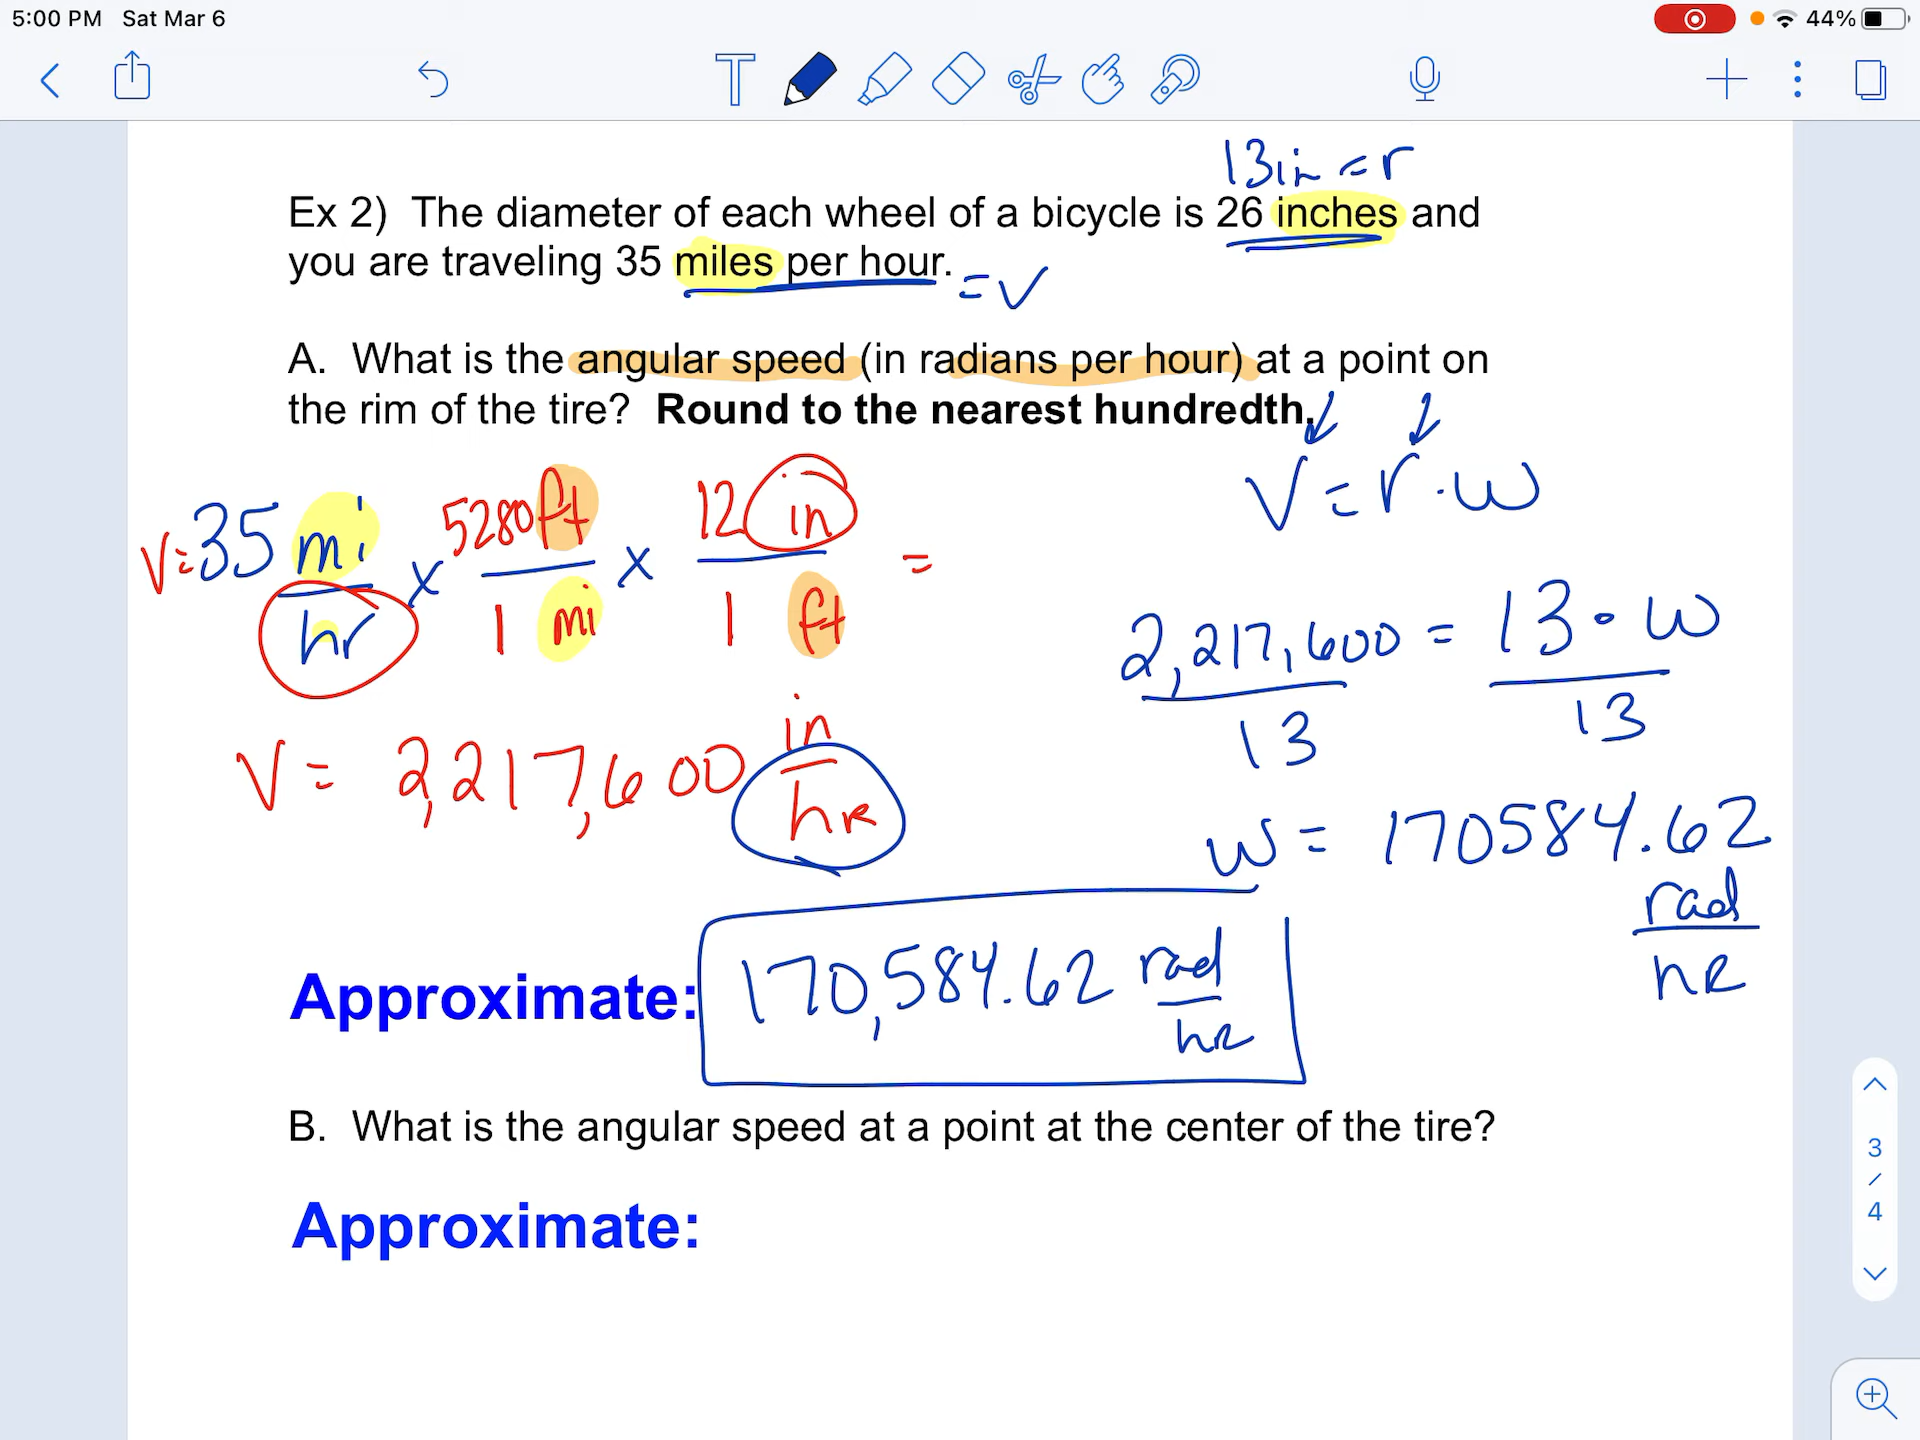 5:00 PM Sat Mar 6
44%
T
13in = r
Ex 2) The diameter of each wheel of a bicycle is 26 inches and
you are traveling 35 miles per hour. = V
A. What is the angular speed (in radians per hour) at a point on
the rim of the tire? Round to the nearest hundredth.
V = r · w
V = 35 mi/hr x 5280 ft/1 mi x 12 in/1 ft =
2,217,600/13 = 13 · w/13
V = 2,217,600 in/hr
w = 170584.62 rad/hr
Approximate: 170,584.62 rad/hr
B. What is the angular speed at a point at the center of the tire?
Approximate:
3
/
4